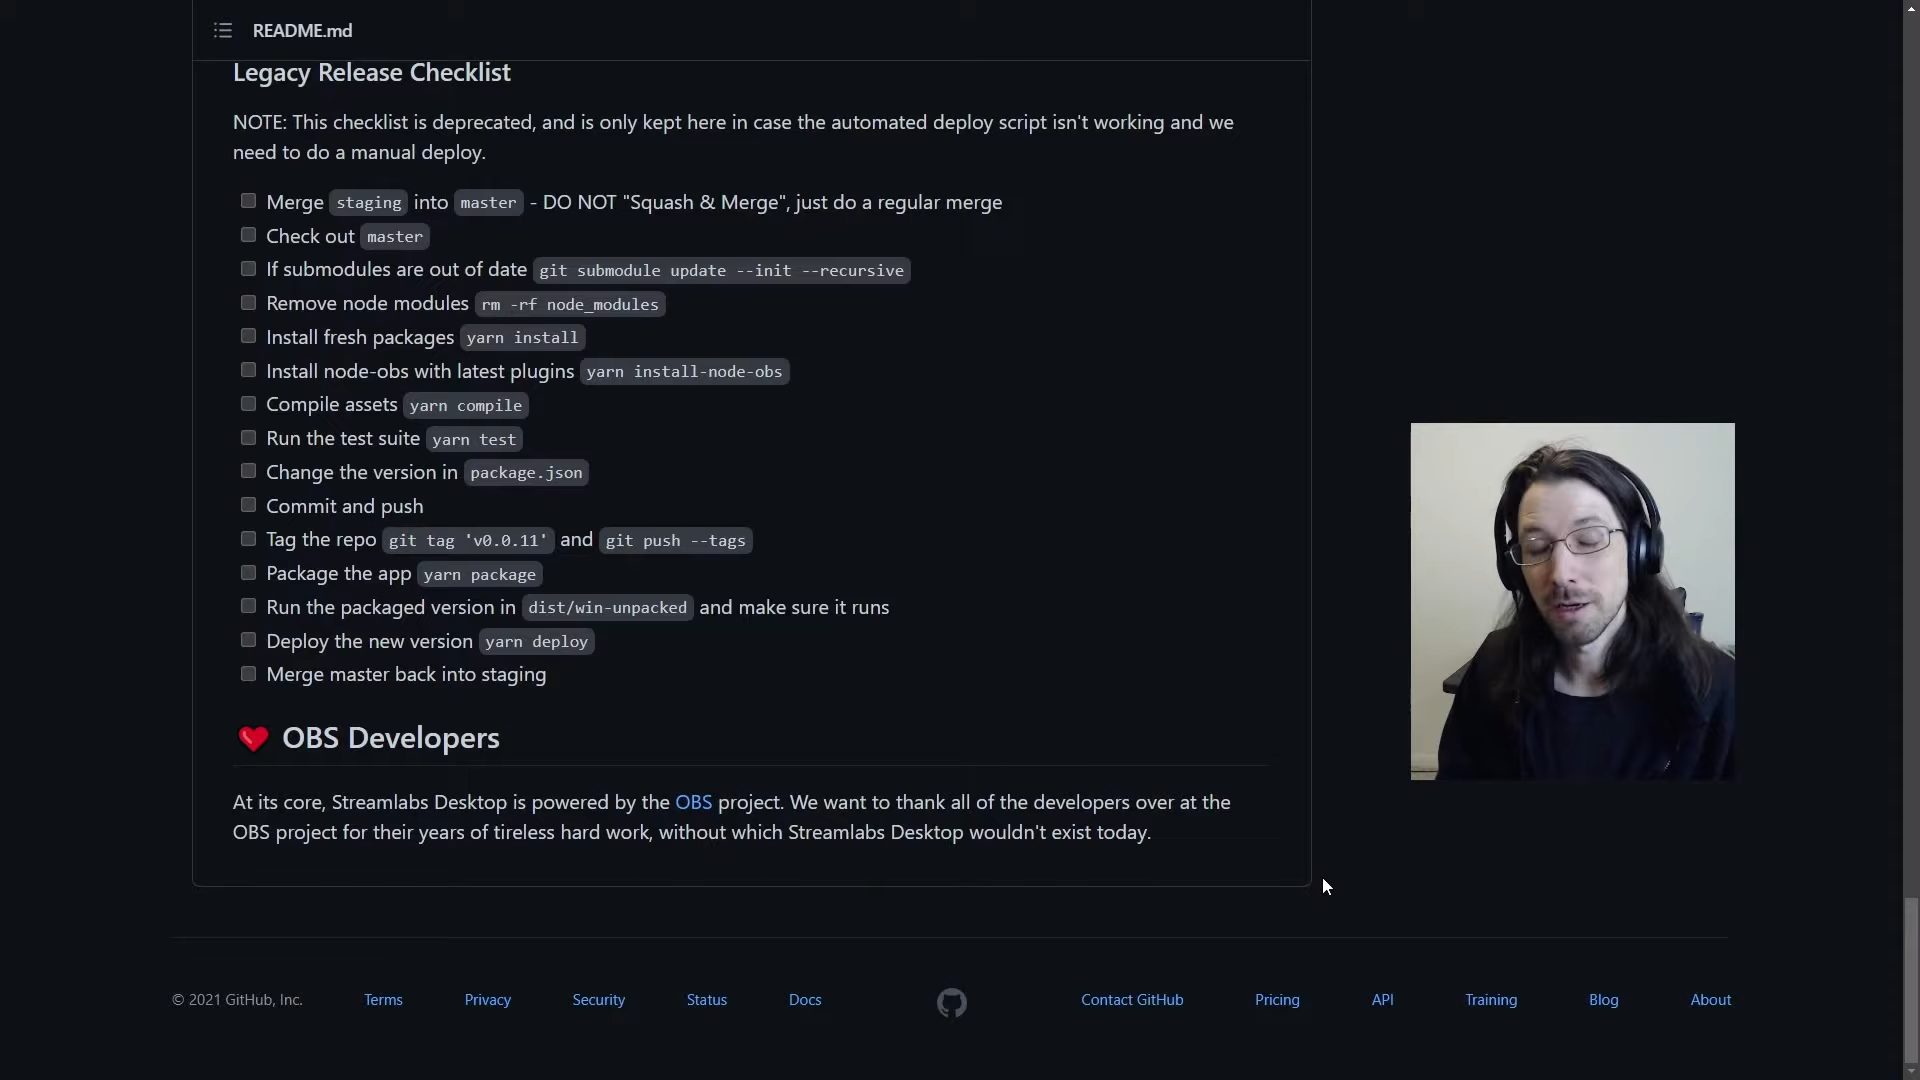 README.md
Legacy Release Checklist
NOTE: This checklist is deprecated, and is only kept here in case the automated deploy script isn't working and we
need to do a manual deploy.
Merge staging into master - DO NOT "Squash & Merge", just do a regular merge
Check out master
If submodules are out of date git submodule update --init --recursive
Remove node modules rm -rf node_modules
Install fresh packages yarn install
Install node-obs with latest plugins yarn install-node-obs
Compile assets yarn compile
Run the test suite yarn test
Change the version in package.json
Commit and push
Tag the repo git tag 'v0.0.11' and git push --tags
Package the app yarn package
Run the packaged version in dist/win-unpacked and make sure it runs
Deploy the new version yarn deploy
Merge master back into staging
❤️ OBS Developers
At its core, Streamlabs Desktop is powered by the OBS project. We want to thank all of the developers over at the
OBS project for their years of tireless hard work, without which Streamlabs Desktop wouldn't exist today.
© 2021 GitHub, Inc. Terms Privacy Security Status Docs Contact GitHub Pricing API Training Blog About